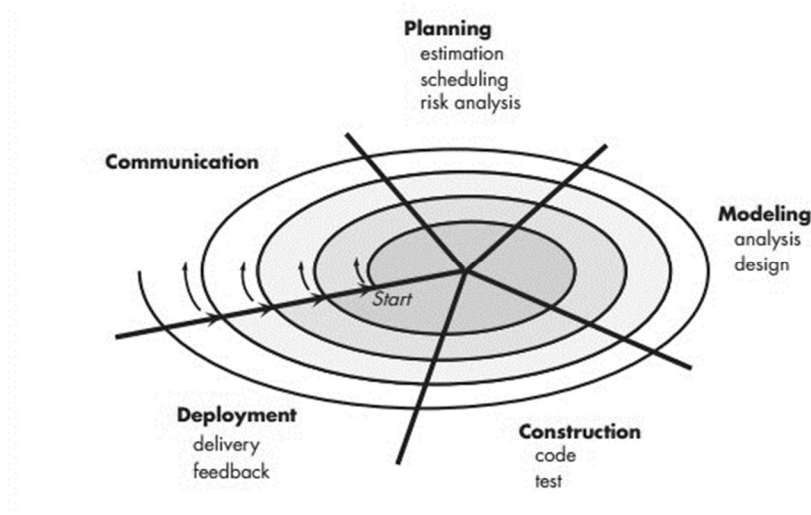 Planning
estimation
scheduling
risk analysis
Communication
Modeling
analysis
design
Start
Deployment
delivery
feedback
Construction
code
test